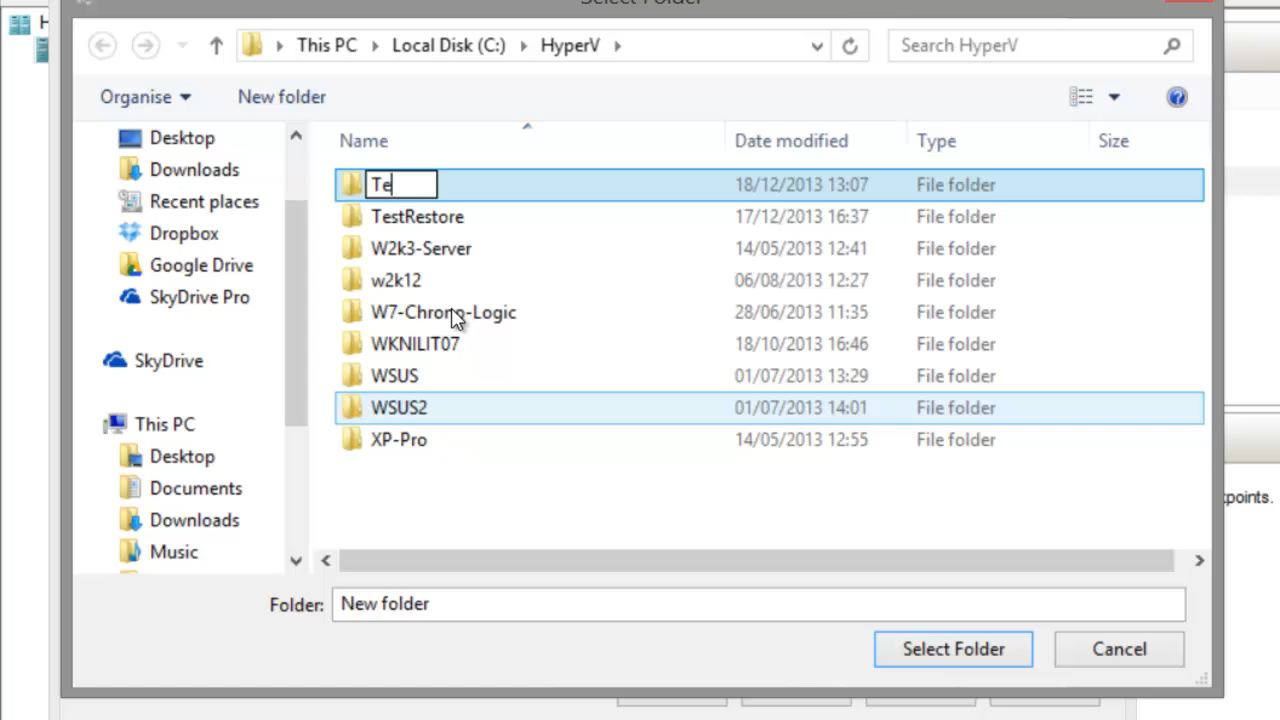 Select Folder
H
This PC
Local Disk (C:)
HyperV
Search HyperV
Organise
New folder
Name
Date modified
Type
Size
Desktop
Downloads
Recent places
Dropbox
Google Drive
SkyDrive Pro
SkyDrive
This PC
Desktop
Documents
Downloads
Music
Te 18/12/2013 13:07 File folder
TestRestore 17/12/2013 16:37 File folder
W2k3-Server 14/05/2013 12:41 File folder
w2k12 06/08/2013 12:27 File folder
W7-Chrono-Logic 28/06/2013 11:35 File folder
WKNILIT07 18/10/2013 16:46 File folder
WSUS 01/07/2013 13:29 File folder
WSUS2 01/07/2013 14:01 File folder
XP-Pro 14/05/2013 12:55 File folder
kpoints.
Folder: New folder
Select Folder
Cancel